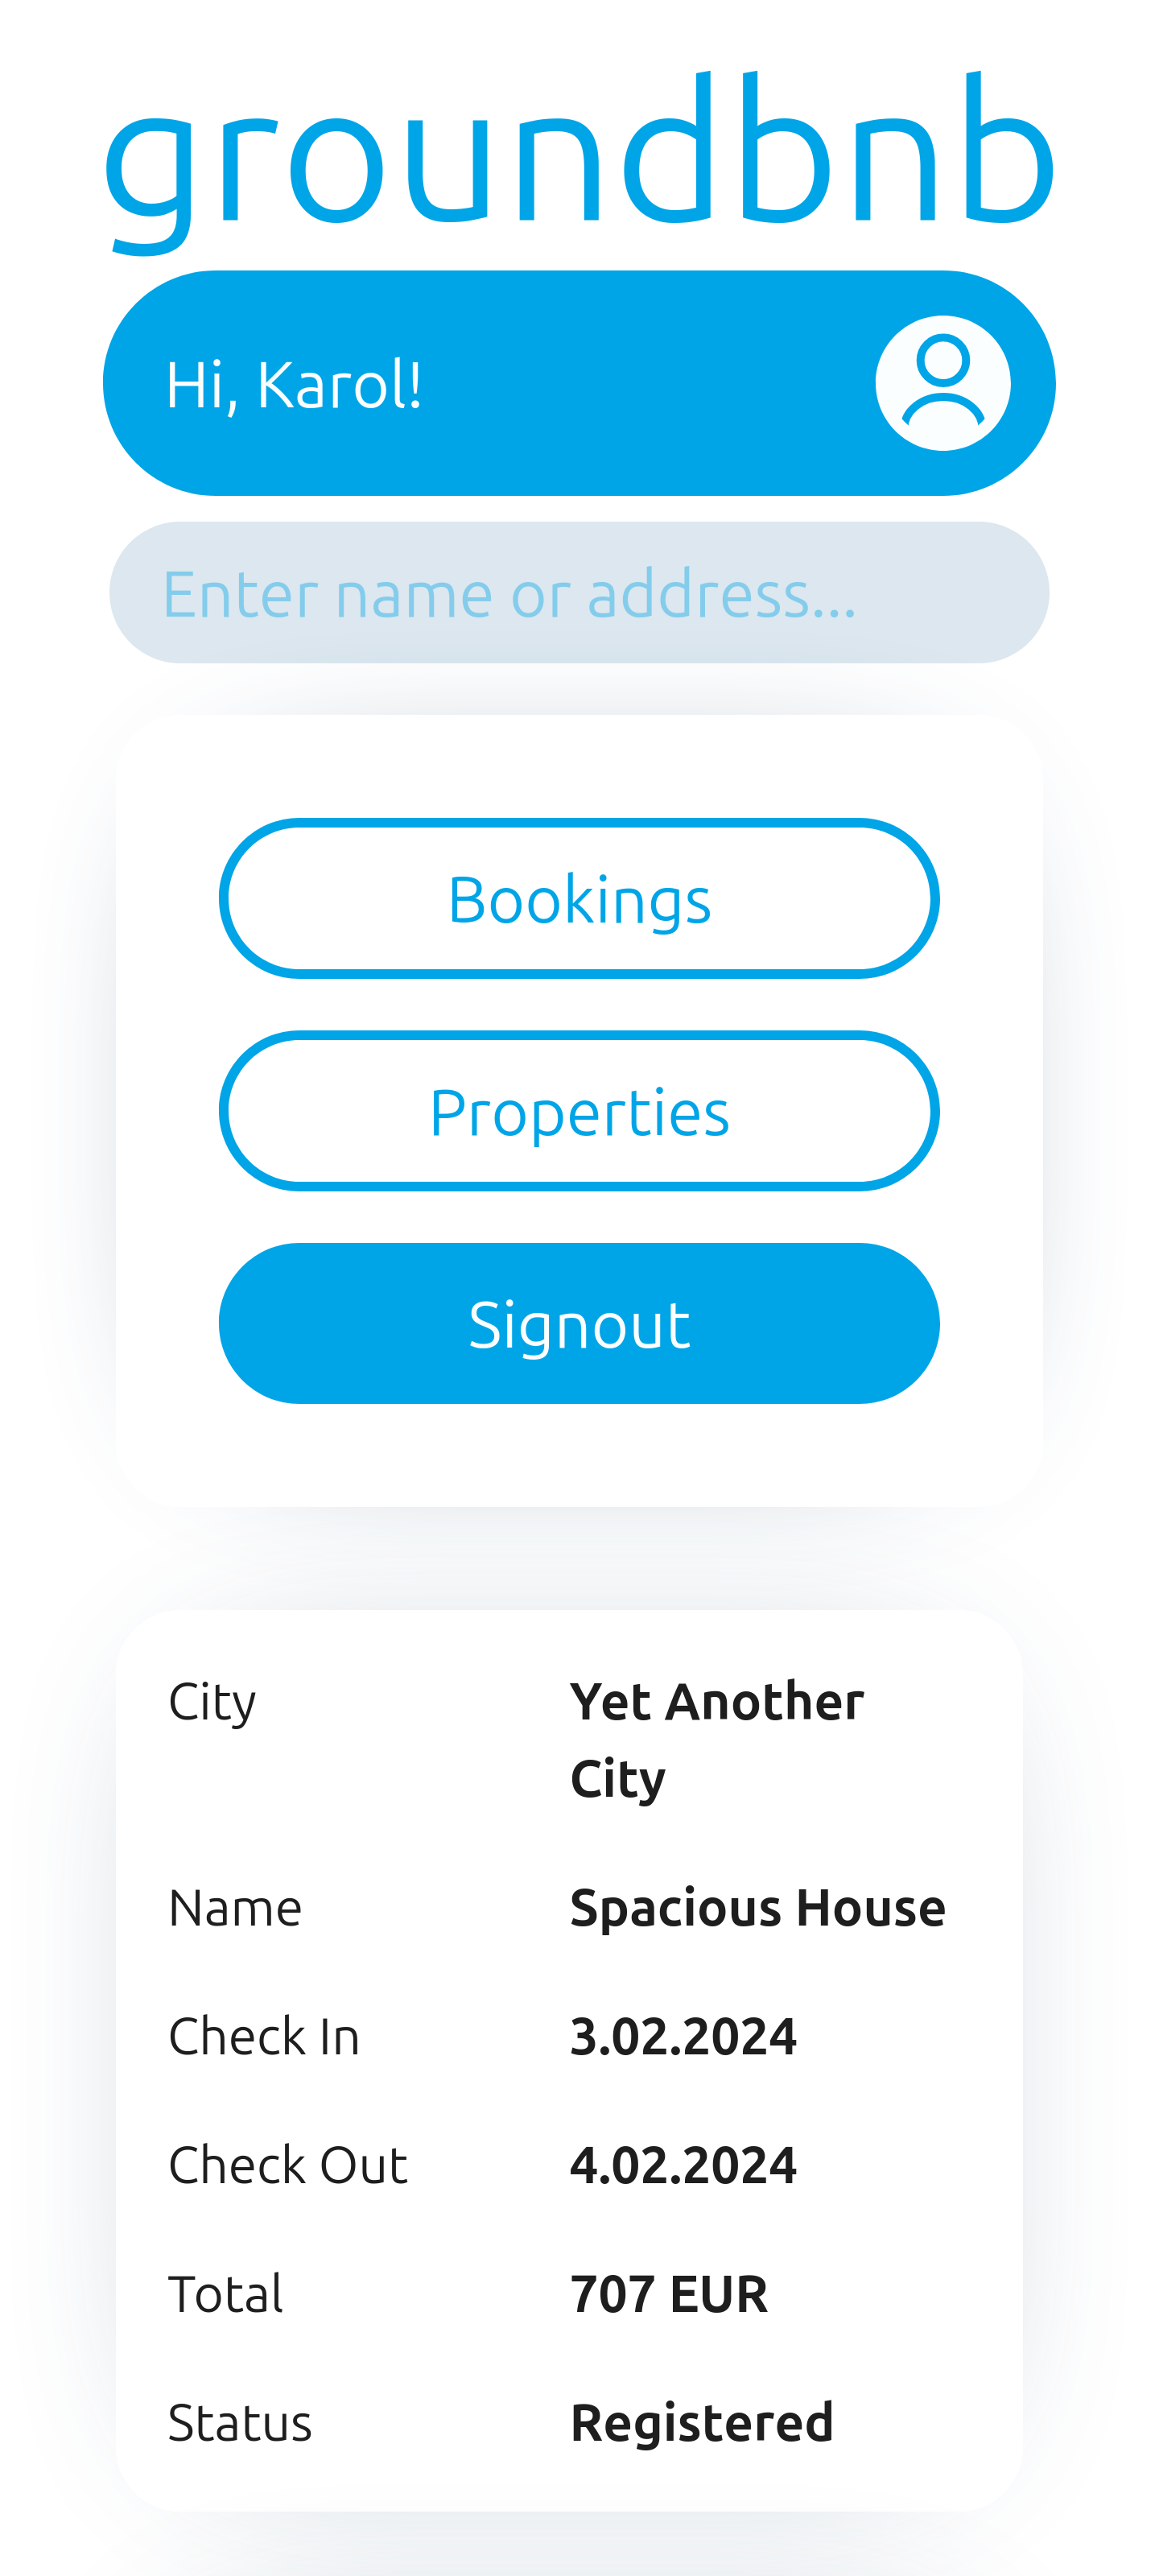 groundbnb
Hi, Karol!
Enter name or address...
Bookings
Properties
Signout
City Yet Another
City
Name Spacious House
Check In 3.02.2024
Check Out 4.02.2024
Total 707 EUR
Status Registered